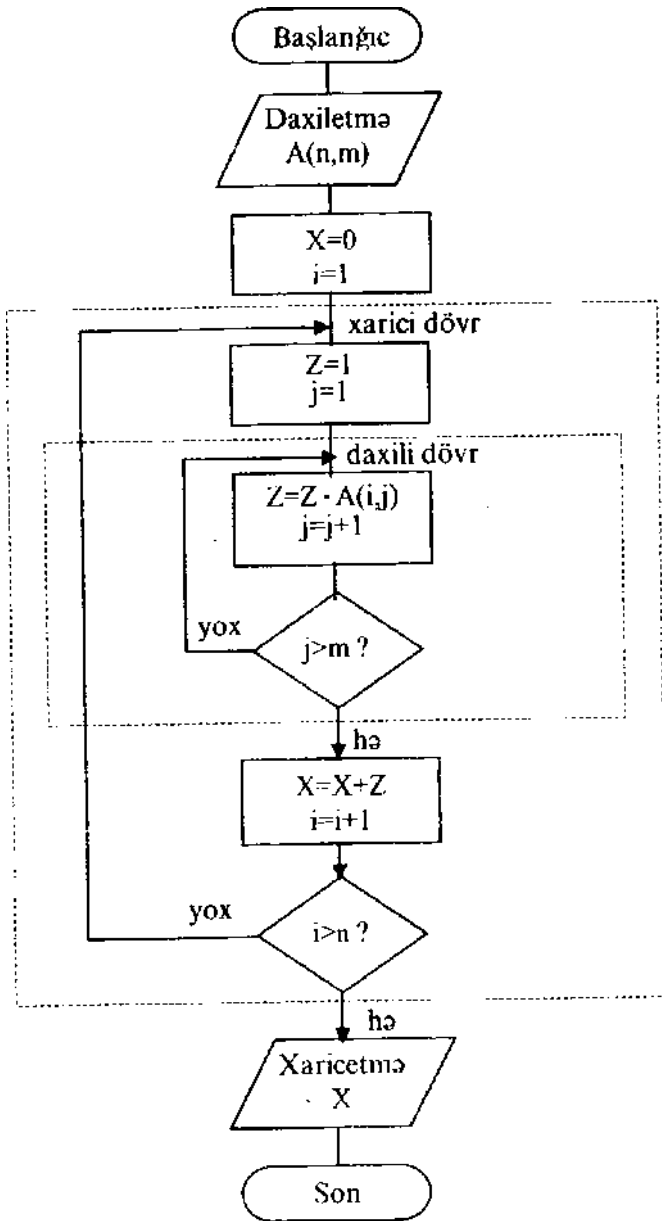 Başlanğıc
Daxiletmə
A(n,m)
X=0
i=1
xarici dövr
Z=1
j=1
daxili dövr
Z=Z · A(i,j)
j=j+1
yox
j>m ?
hə
X=X+Z
i=i+1
yox
i>n ?
hə
Xaricetmə
X
Son